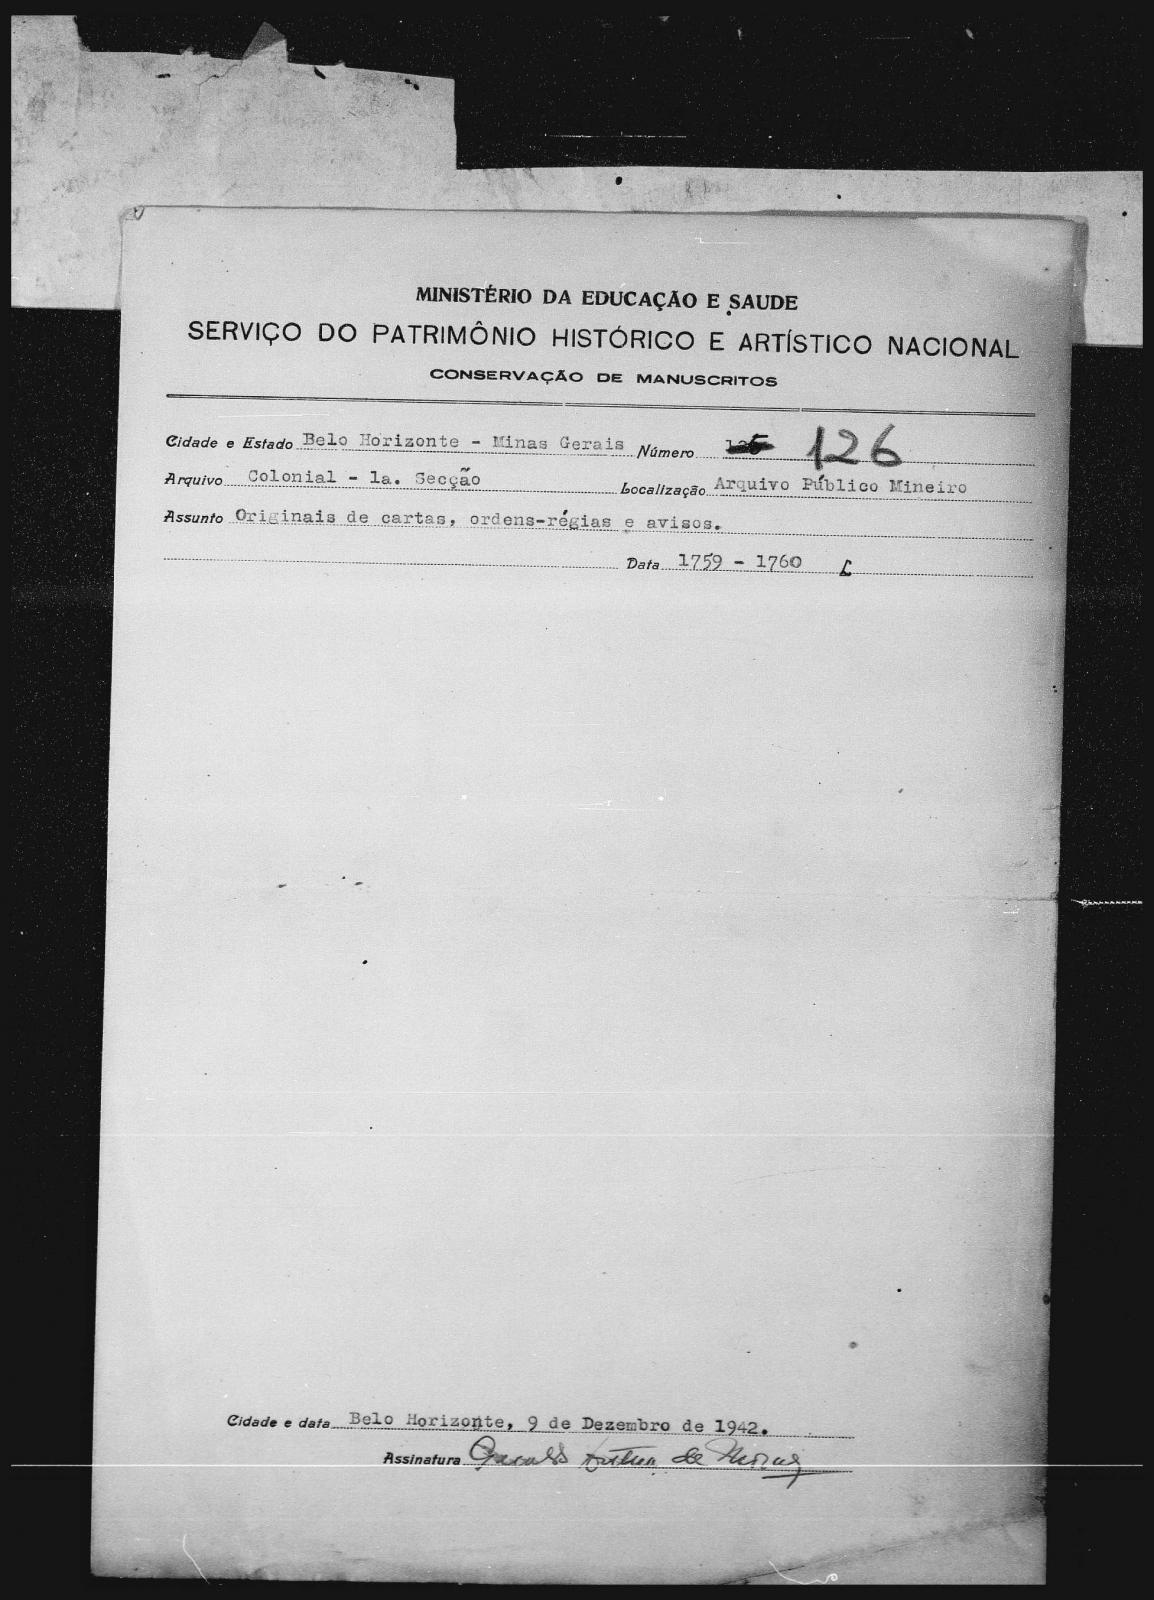 MINISTÉRIO DA EDUCAÇÃO E SAUDE
SERVIÇO DO PATRIMÔNIO HISTÓRICO E ARTÍSTICO NACIONAL
CONSERVAÇÃO DE MANUSCRITOS
Cidade e Estado Belo Horizonte - Minas Gerais Número 126
Arquivo Colonial - 1a. Secção Localização Arquivo Público Mineiro
Assunto Originais de cartas, ordens-régias e avisos.
Data 1759 - 1760
Cidade e data Belo Horizonte, 9 de Dezembro de 1942.
Assinatura de